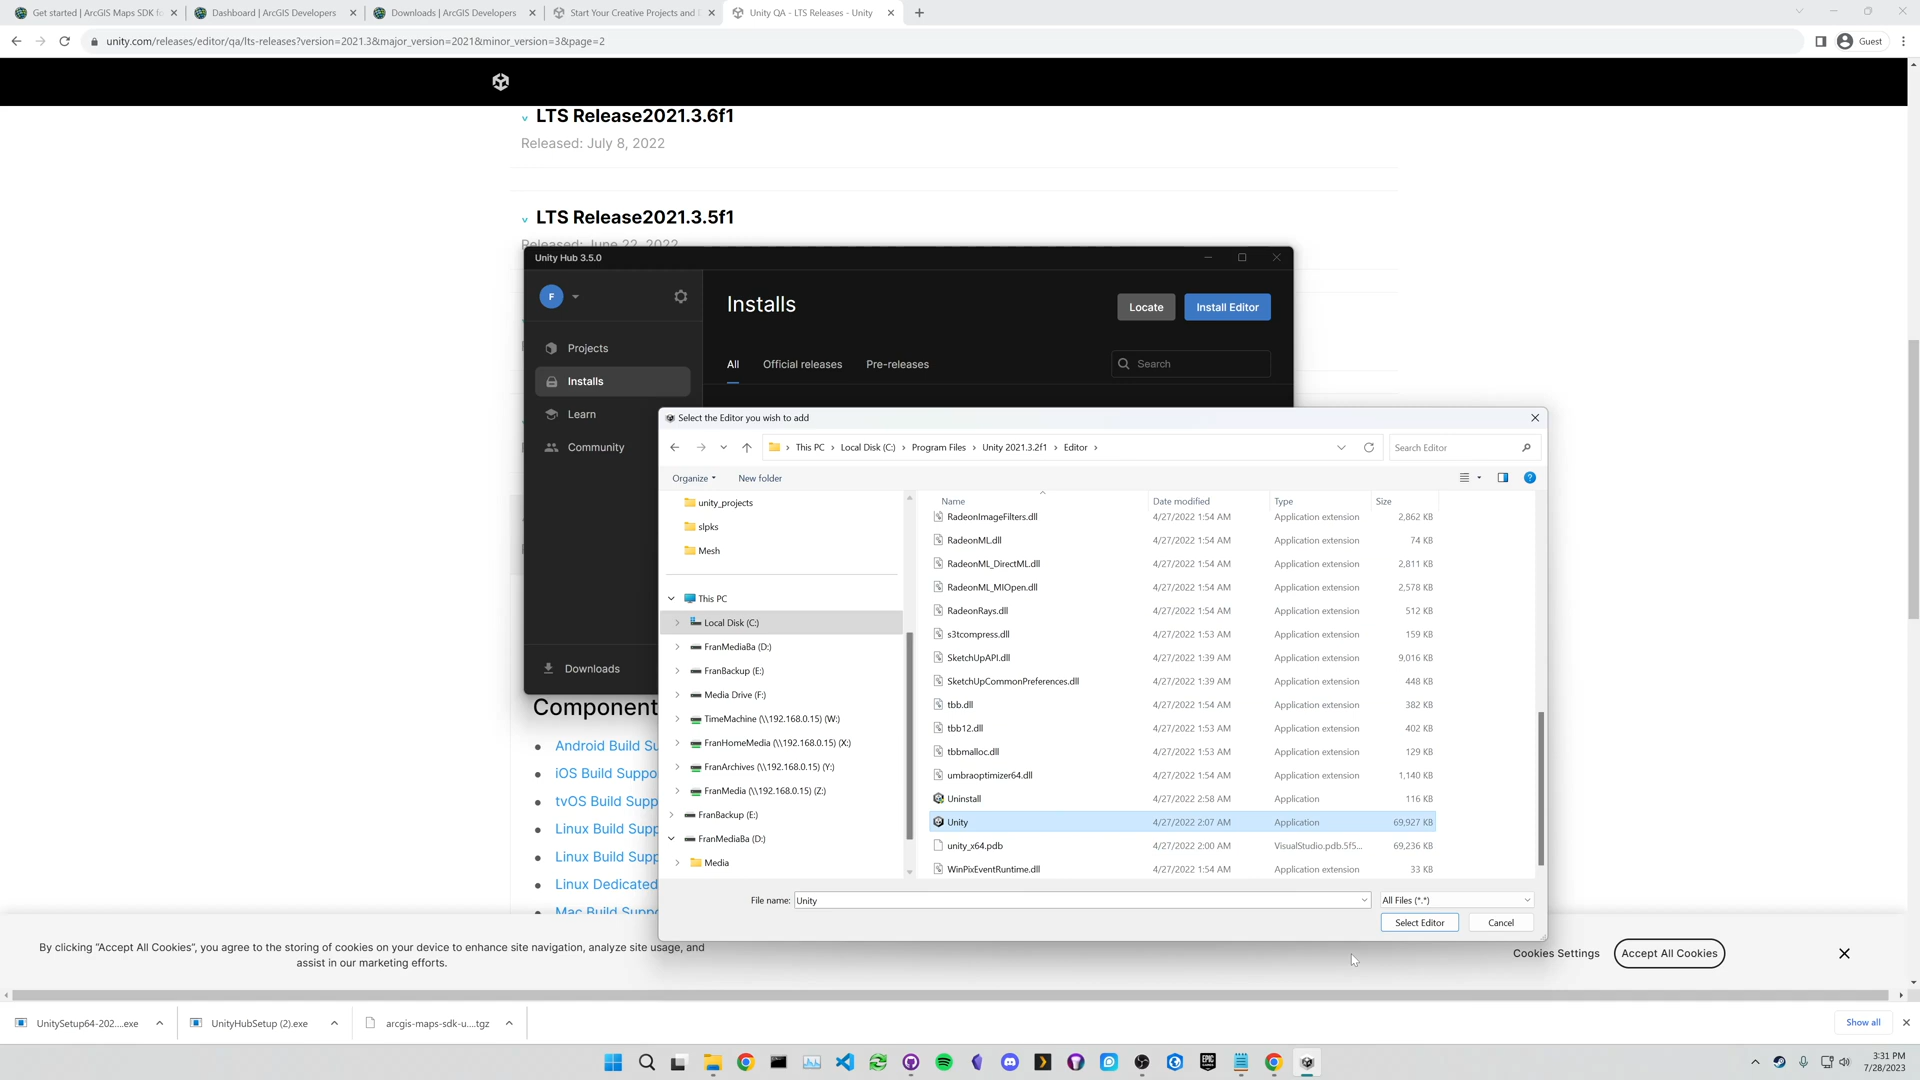 Get started | ArcGIS Maps SDK fo
Dashboard | ArcGIS Developers
Downloads | ArcGIS Developers
Start Your Creative Projects and D
Unity QA - LTS Releases - Unity
unity.com/releases/editor/qa/lts-releases?version=2021.3&major_version=2021&minor_version=3&page=2
Guest
LTS Release2021.3.6f1
Released: July 8, 2022
LTS Release2021.3.5f1
Released: June 22, 2022
Unity Hub 3.5.0
F
Installs
Locate
Install Editor
Projects
All
Official releases
Pre-releases
Search
Installs
Learn
Community
Downloads
Select the Editor you wish to add
This PC > Local Disk (C:) > Program Files > Unity 2021.3.2f1 > Editor >
Search Editor
Organize
New folder
unity_projects
slpks
Mesh
This PC
Local Disk (C:)
FranMediaBa (D:)
FranBackup (E:)
Media Drive (F:)
TimeMachine (\\192.168.0.15) (W:)
FranHomeMedia (\\192.168.0.15) (X:)
FranArchives (\\192.168.0.15) (Y:)
FranMedia (\\192.168.0.15) (Z:)
FranBackup (E:)
FranMediaBa (D:)
Media
Name Date modified Type Size
RadeonImageFilters.dll 4/27/2022 1:54 AM Application extension 2,862 KB
RadeonML.dll 4/27/2022 1:54 AM Application extension 74 KB
RadeonML_DirectML.dll 4/27/2022 1:54 AM Application extension 2,811 KB
RadeonML_MIOpen.dll 4/27/2022 1:54 AM Application extension 2,578 KB
RadeonRays.dll 4/27/2022 1:54 AM Application extension 512 KB
s3tcompress.dll 4/27/2022 1:53 AM Application extension 159 KB
SketchUpAPI.dll 4/27/2022 1:39 AM Application extension 9,016 KB
SketchUpCommonPreferences.dll 4/27/2022 1:39 AM Application extension 448 KB
tbb.dll 4/27/2022 1:54 AM Application extension 382 KB
tbb12.dll 4/27/2022 1:53 AM Application extension 402 KB
tbbmalloc.dll 4/27/2022 1:53 AM Application extension 129 KB
umbraoptimizer64.dll 4/27/2022 1:54 AM Application extension 1,140 KB
Uninstall 4/27/2022 2:58 AM Application 116 KB
Unity 4/27/2022 2:07 AM Application 69,927 KB
unity_x64.pdb 4/27/2022 2:00 AM VisualStudio.pdb.5f5... 69,236 KB
WinPixEventRuntime.dll 4/27/2022 1:54 AM Application extension 33 KB
File name: Unity
All Files (*.*)
Select Editor
Cancel
Component
Android Build Su
iOS Build Suppo
tvOS Build Supp
Linux Build Supp
Linux Build Supp
Linux Dedicated
Mac Build Suppo
By clicking "Accept All Cookies", you agree to the storing of cookies on your device to enhance site navigation, analyze site usage, and
assist in our marketing efforts.
Cookies Settings
Accept All Cookies
UnitySetup64-202....exe
UnityHubSetup (2).exe
arcgis-maps-sdk-u....tgz
Show all
EPIC
3:31 PM
7/28/2023